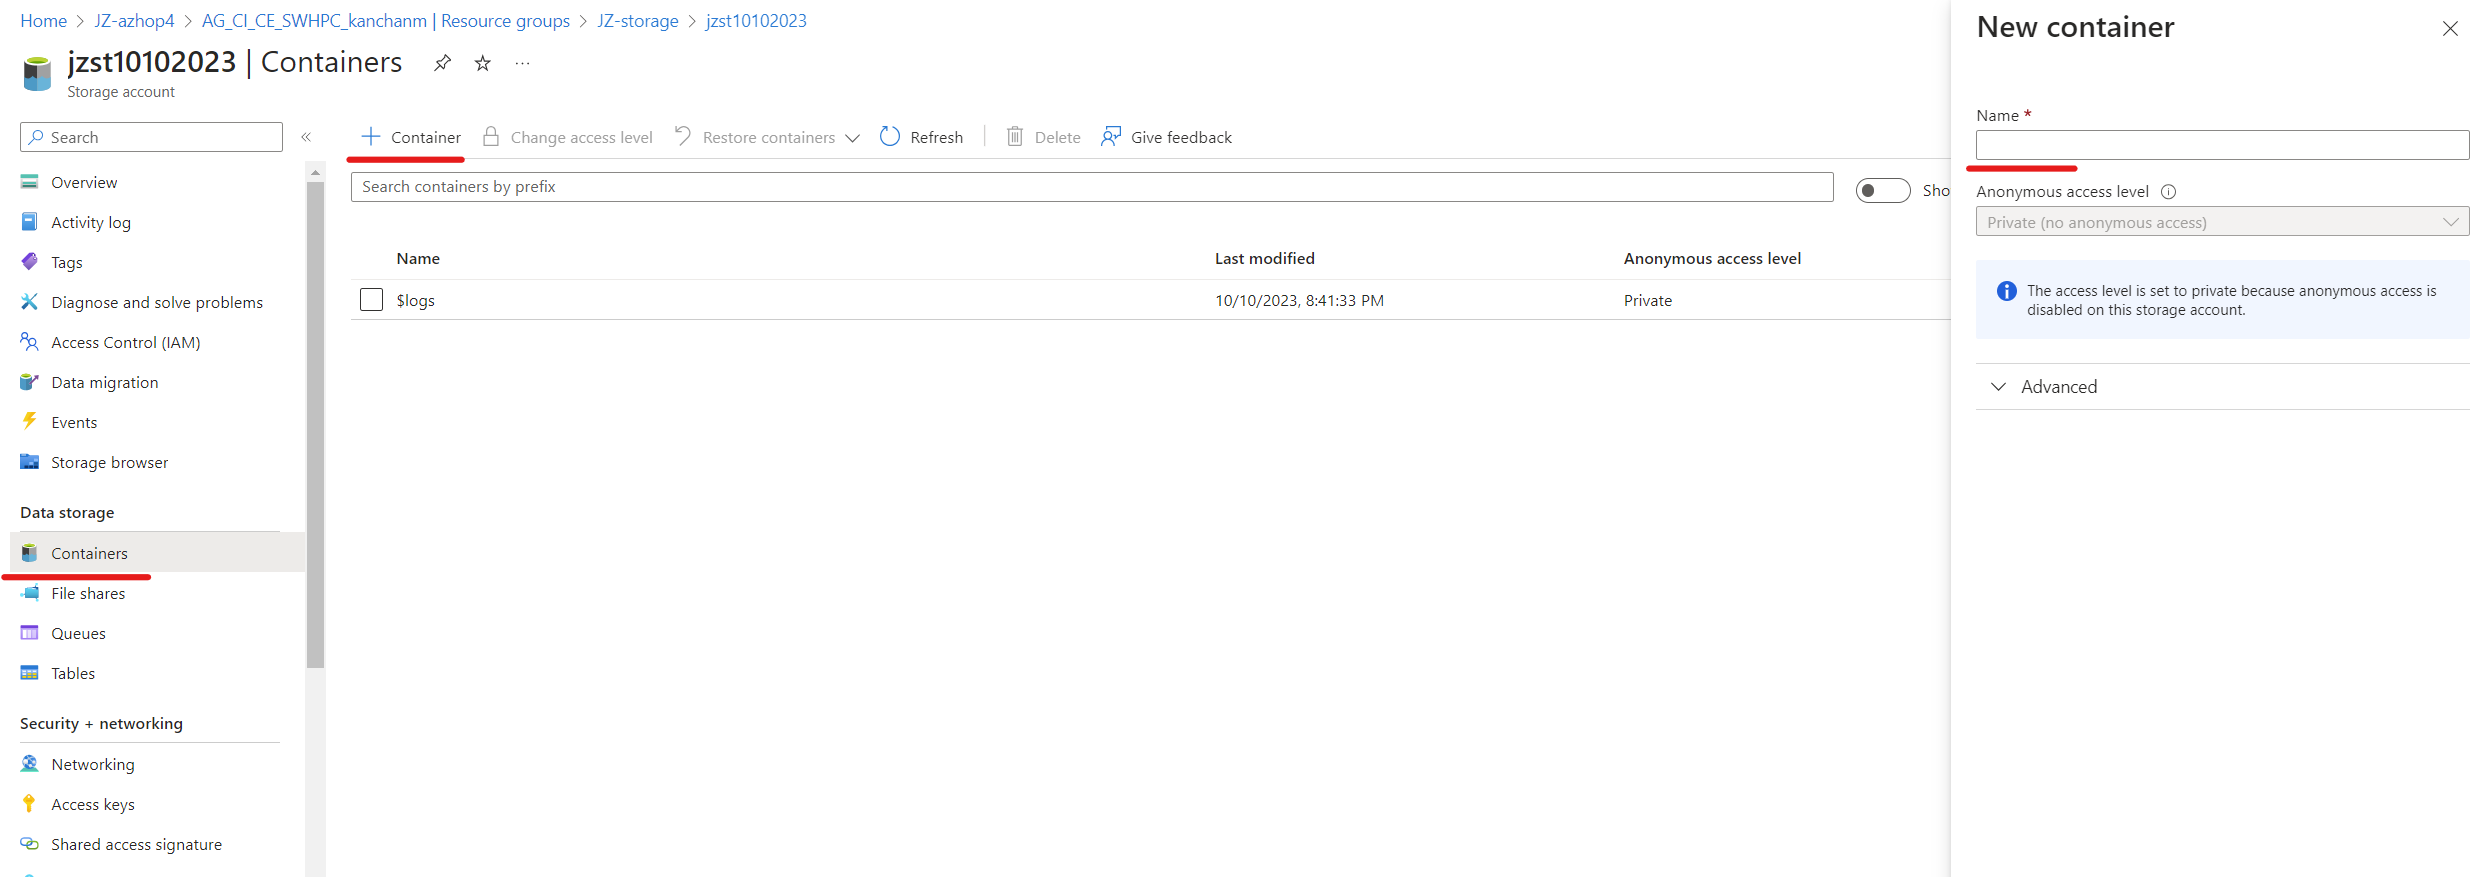 Home > JZ-azhop4 > AG_CI_CE_SWHPC_kanchanm | Resource groups > JZ-storage > jzst10102023
jzst10102023 | Containers ...
Storage account
Search
Overview
Activity log
Tags
Diagnose and solve problems
Access Control (IAM)
Data migration
Events
Storage browser
Data storage
Containers
File shares
Queues
Tables
Security + networking
Networking
Access keys
Shared access signature
Container Change access level Restore containers Refresh Delete Give feedback
Search containers by prefix
Sho
Name Last modified Anonymous access level
$logs 10/10/2023, 8:41:33 PM Private
New container
Name *
Anonymous access level
Private (no anonymous access)
The access level is set to private because anonymous access is
disabled on this storage account.
Advanced